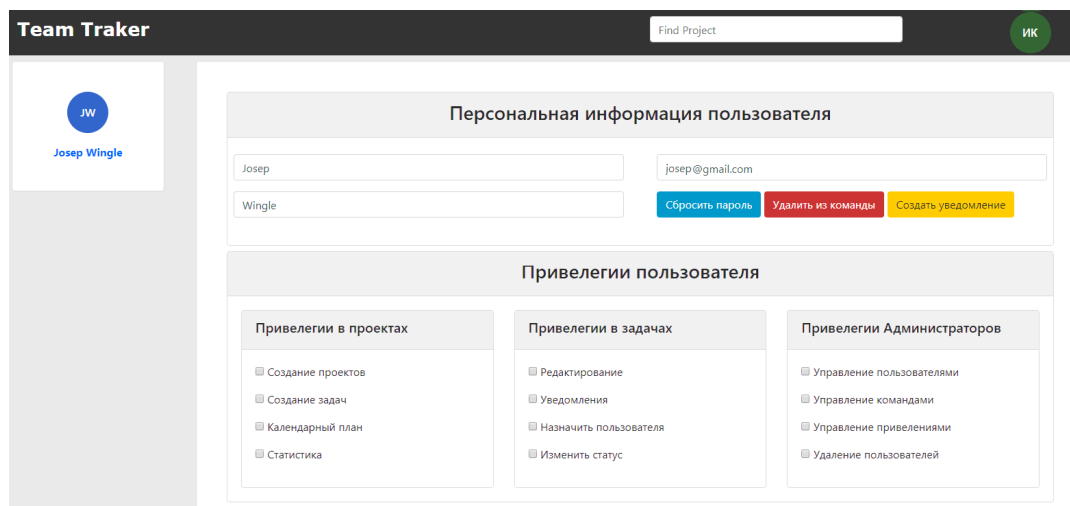 Team Traker
Find Project
ИК
JW
Josep Wingle
Персональная информация пользователя
Josep
josep@gmail.com
Wingle
Сбросить пароль
Удалить из команды
Создать уведомление
Привелегии пользователя
Привелегии в проектах
Создание проектов
Создание задач
Календарный план
Статистика
Привелегии в задачах
Редактирование
Уведомления
Назначить пользователя
Изменить статус
Привелегии Администраторов
Управление пользователями
Управление командами
Управление привелениями
Удаление пользователей